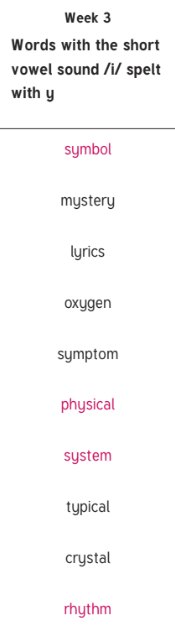 Week 3
Words with the short
vowel sound /i/ spelt
with y
symbol
mystery
lyrics
oxygen
symptom
physical
system
typical
crystal
rhythm